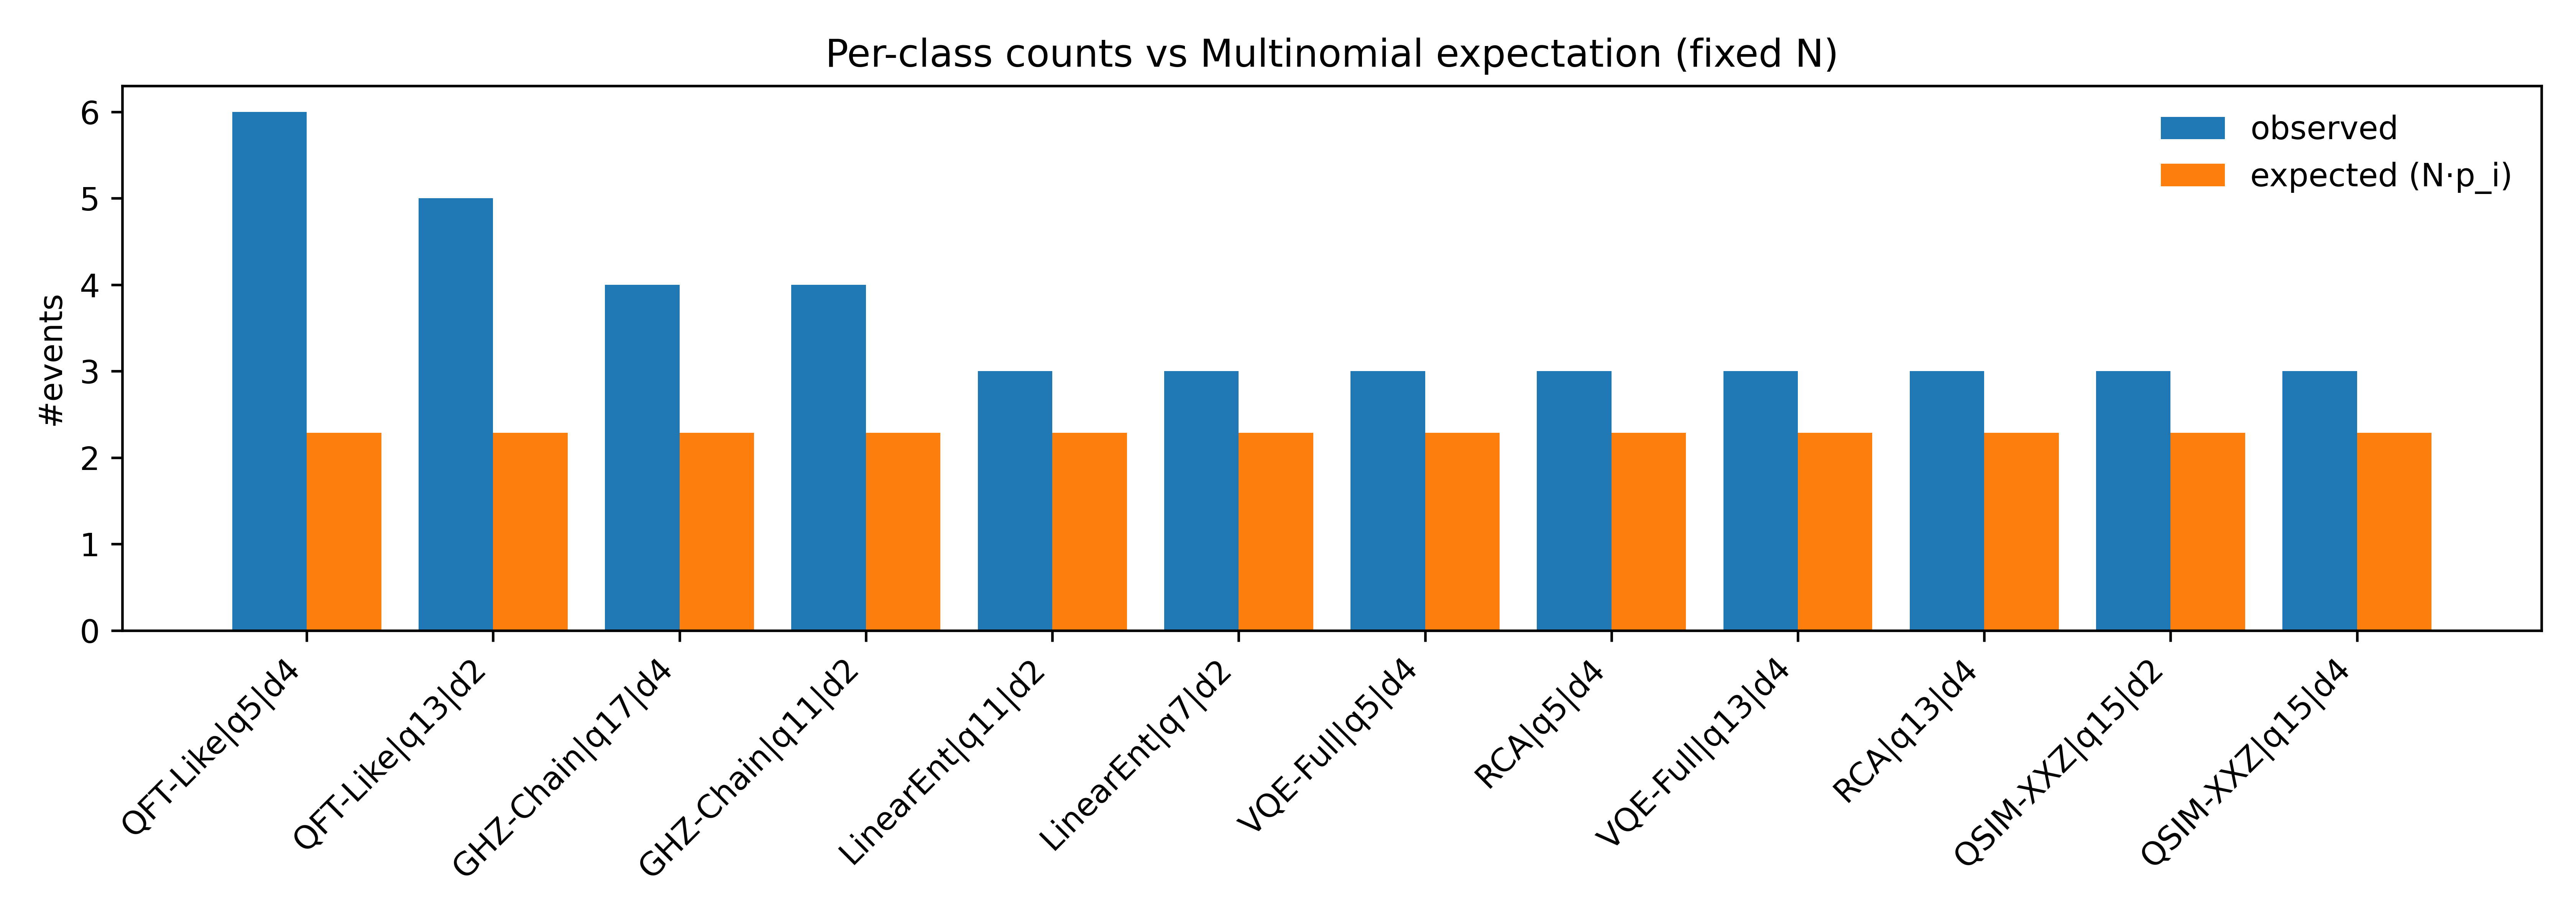 Per-class counts vs Multinomial expectation (fixed N)
observed
expected (N·p_i)
#events
6
5
4
3
2
1
0
QFT-Like|q5|d4
QFT-Like|q13|d2
GHZ-Chain|q17|d4
GHZ-Chain|q11|d2
LinearEnt|q11|d2
LinearEnt|q7|d2
VQE-Full|q5|d4
RCA|q5|d4
VQE-Full|q13|d4
RCA|q13|d4
QSIM-XXZ|q15|d2
QSIM-XXZ|q15|d4